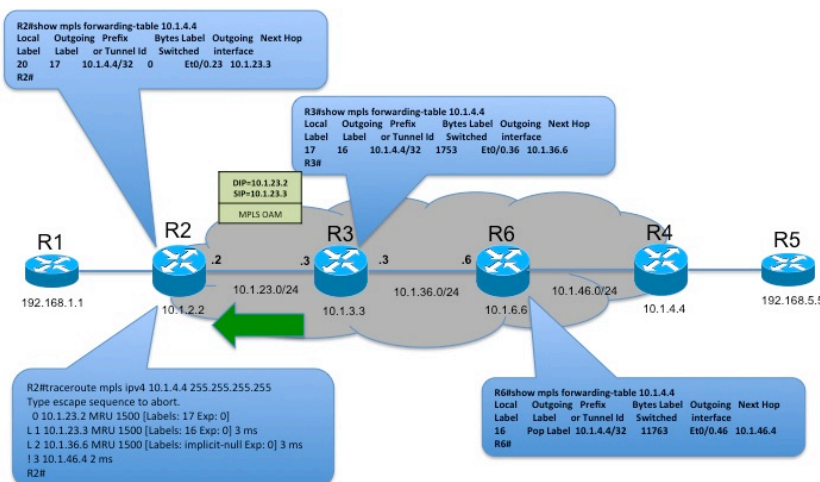 R2#show mpls forwarding-table 10.1.4.4
Local Outgoing Prefix Bytes Label Outgoing Next Hop
Label Label or Tunnel Id Switched interface
20 17 10.1.4.4/32 0 Et0/0.23 10.1.23.3
R2#
R3#show mpls forwarding-table 10.1.4.4
Local Outgoing Prefix Bytes Label Outgoing Next Hop
Label Label or Tunnel Id Switched interface
17 16 10.1.4.4/32 1753 Et0/0.36 10.1.36.6
R3#
DIP=10.1.23.2
SIP=10.1.23.3
MPLS OAM
R1
R2
R3
R6
R4
R5
.2
.3
.3
.6
192.168.1.1
10.1.2.2
10.1.23.0/24
10.1.3.3
10.1.36.0/24
10.1.6.6
10.1.46.0/24
10.1.4.4
192.168.5.5
R2#traceroute mpls ipv4 10.1.4.4 255.255.255.255
Type escape sequence to abort.
0 10.1.23.2 MRU 1500 [Labels: 17 Exp: 0]
L 1 10.1.23.3 MRU 1500 [Labels: 16 Exp: 0] 3 ms
L 2 10.1.36.6 MRU 1500 [Labels: implicit-null Exp: 0] 3 ms
! 3 10.1.46.4 2 ms
R2#
R6#show mpls forwarding-table 10.1.4.4
Local Outgoing Prefix Bytes Label Outgoing Next Hop
Label Label or Tunnel Id Switched interface
16 Pop Label 10.1.4.4/32 11763 Et0/0.46 10.1.46.4
R6#